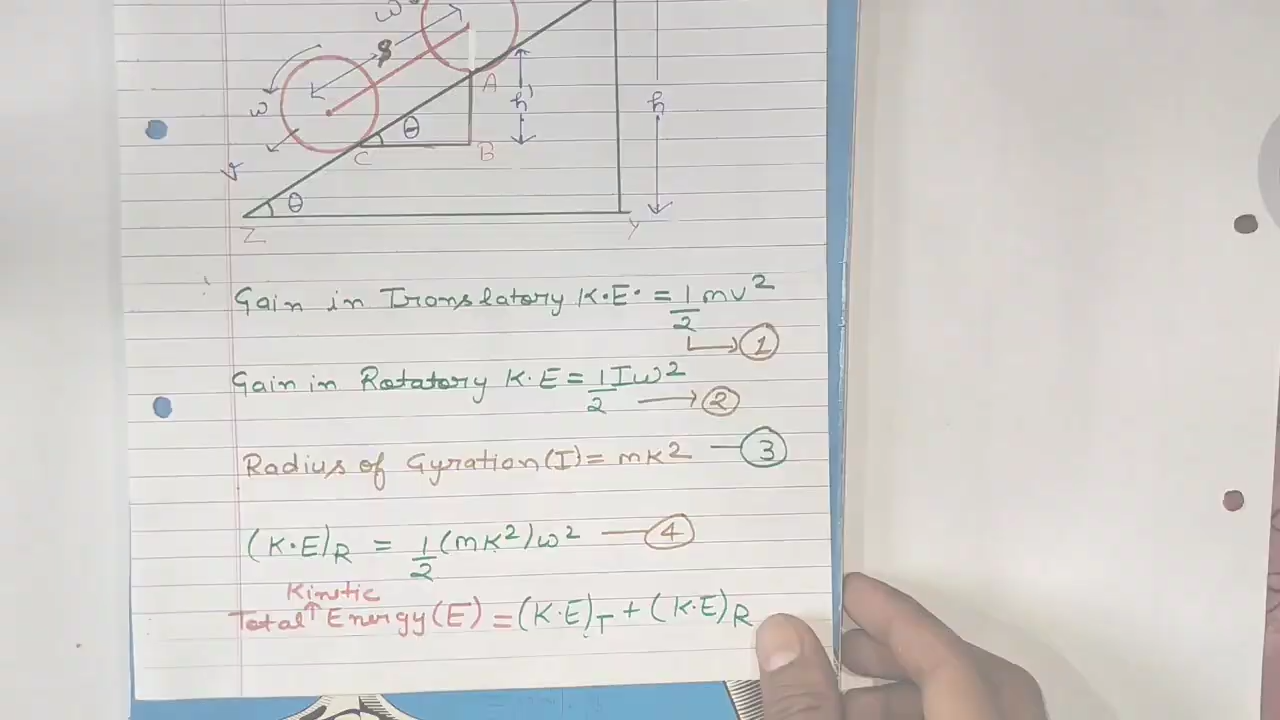 ω
s
A
ω
h'
h
θ
C
B
v
θ
Z
Y
Gain in Translatory K.E. = 1/2 mv²
→ 1
Gain in Rotatory K.E = 1/2 Iω² → 2
Radius of Gyration (I) = mK² — 3
(K.E)R = 1/2 (mK²)ω² — 4
Kinetic
Total ↑ Energy (E) = (K.E)T + (K.E)R